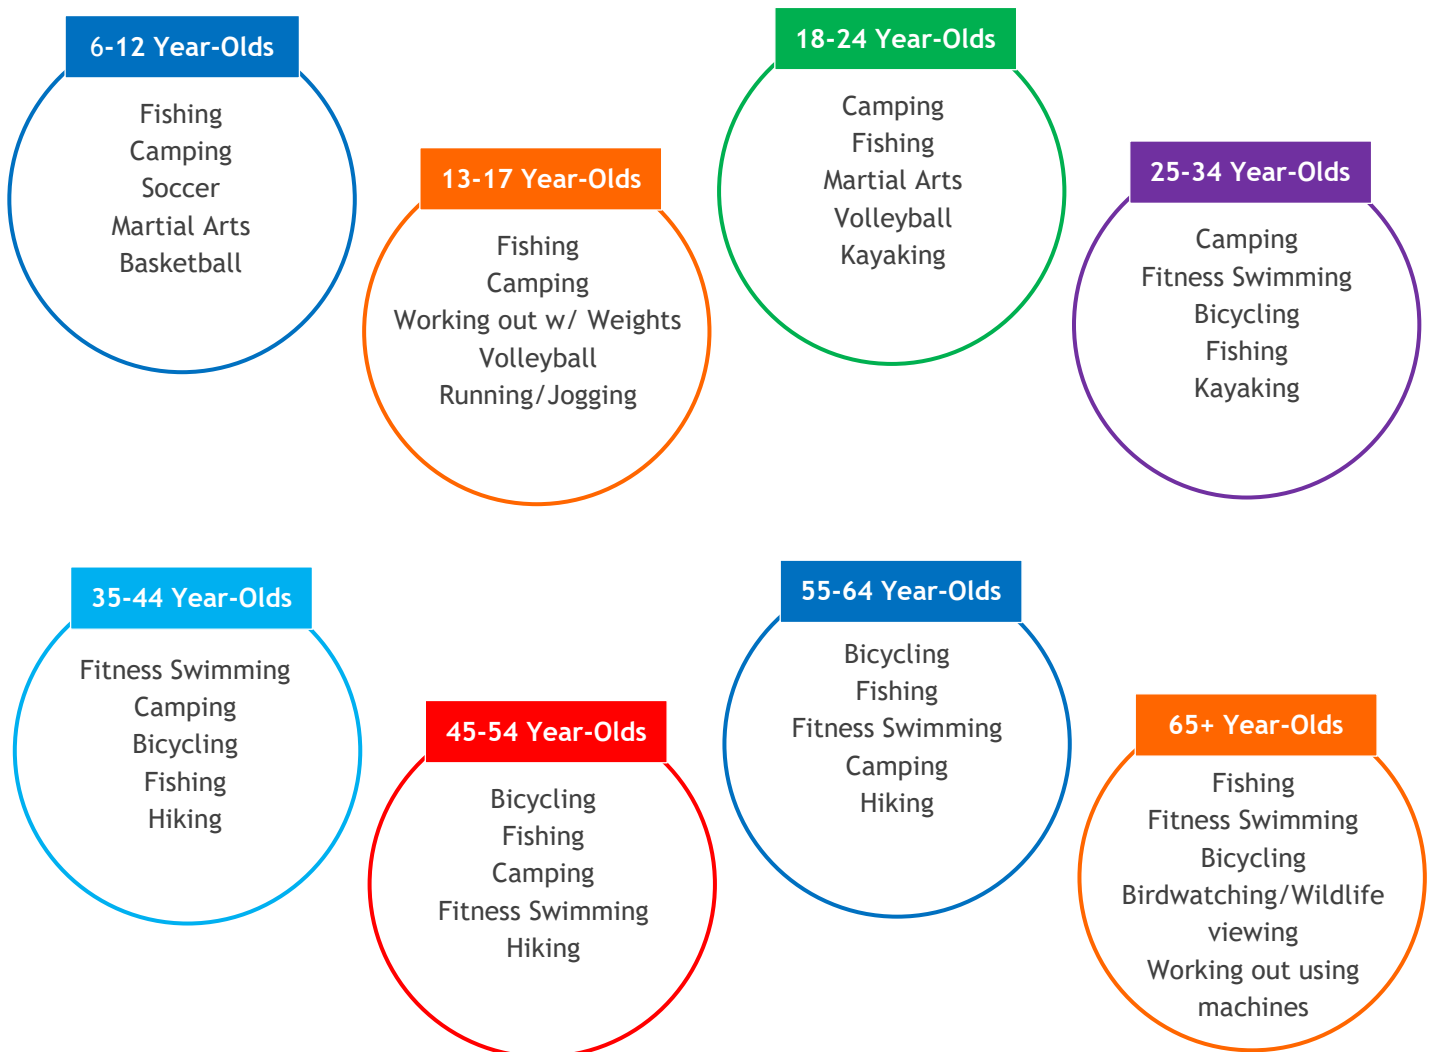 6-12 Year-Olds
Fishing
Camping
Soccer
Martial Arts
Basketball
13-17 Year-Olds
Fishing
Camping
Working out w/ Weights
Volleyball
Running/Jogging
18-24 Year-Olds
Camping
Fishing
Martial Arts
Volleyball
Kayaking
25-34 Year-Olds
Camping
Fitness Swimming
Bicycling
Fishing
Kayaking
35-44 Year-Olds
Fitness Swimming
Camping
Bicycling
Fishing
Hiking
45-54 Year-Olds
Bicycling
Fishing
Camping
Fitness Swimming
Hiking
55-64 Year-Olds
Bicycling
Fishing
Fitness Swimming
Camping
Hiking
65+ Year-Olds
Fishing
Fitness Swimming
Bicycling
Birdwatching/Wildlife
viewing
Working out using
machines